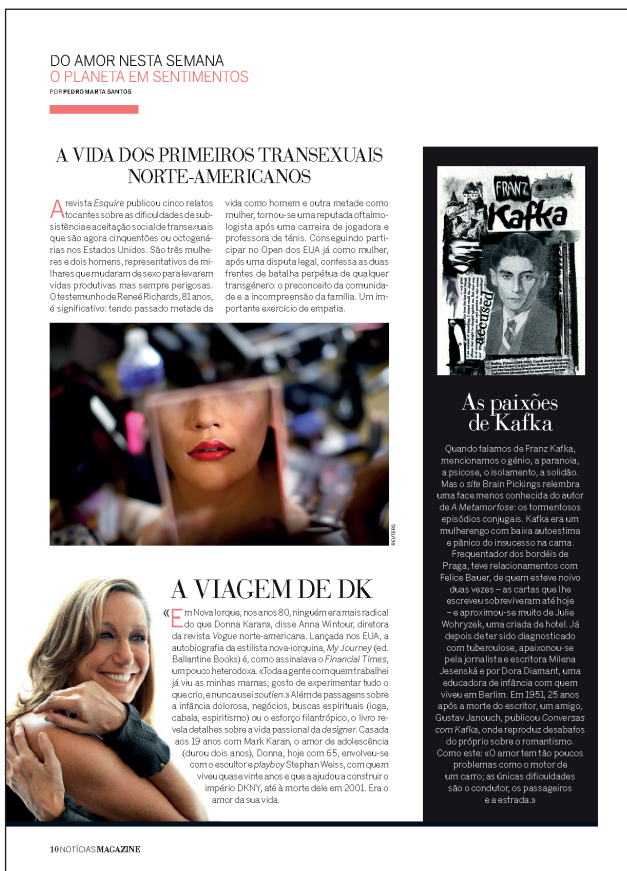 DO AMOR NESTA SEMANA
O PLANETA EM SENTIMENTOS
POR PEDRO MARTA SANTOS
A VIDA DOS PRIMEIROS TRANSEXUAIS
NORTE-AMERICANOS
A revista Esquire publicou cinco relatos
tocantes sobre as dificuldades de sub-
sistência e aceitação social de transexuais
que são agora cinquentões ou octogená-
rios nos Estados Unidos. São três mulhe-
res e dois homens, representativos de mi-
lhares que mudaram de sexo para levarem
vidas produtivas mas sempre perigosas.
O testemunho de Reneé Richards, 81 anos,
é significativo: tendo passado metade da
vida como homem e outra metade como
mulher, tornou-se uma reputada oftalmo-
logista após uma carreira de jogadora e
professora de ténis. Conseguindo parti-
cipar no Open dos EUA já como mulher,
após uma disputa legal, confessa as duas
frentes de batalha perpétua de qualquer
transgénero: o preconceito da comunida-
de e a incompreensão da família. Um im-
portante exercício de empatia.
REUTERS
A VIAGEM DE DK
«Em Nova Iorque, nos anos 80, ninguém era mais radical
do que Donna Karan», disse Anna Wintour, diretora
da revista Vogue norte-americana. Lançada nos EUA, a
autobiografia da estilista nova-iorquina, My Journey (ed.
Ballantine Books) é, como assinalava o Financial Times,
um pouco heterodoxa. «Toda a gente com quem trabalhei
já viu as minhas mamas; gosto de experimentar tudo o
que crio, e nunca usei soutien.» Além de passagens sobre
a infância dolorosa, negócios, buscas espirituais (ioga,
cabala, espiritismo) ou o esforço filantrópico, o livro re-
vela detalhes sobre a vida passional da designer. Casada
aos 19 anos com Mark Karan, o amor de adolescência
(durou dois anos), Donna, hoje com 65, envolveu-se
com o escultor e playboy Stephan Weiss, com quem
viveu quase vinte anos e que a ajudou a construir o
império DKNY, até à morte dele em 2001. Era o
amor da sua vida.
FRANZ
Kafka
accused
As paixões
de Kafka
Quando falamos de Franz Kafka,
mencionamos o génio, a paranoia,
a psicose, o isolamento, a solidão.
Mas o site Brain Pickings relembra
uma face menos conhecida do autor
de A Metamorfose: os tormentosos
episódios conjugais. Kafka era um
mulherengo com baixa autoestima
e pânico do insucesso na cama.
Frequentador dos bordéis de
Praga, teve relacionamentos com
Felice Bauer, de quem esteve noivo
duas vezes – as cartas que lhe
escreveu sobreviveram até hoje
– e aproximou-se muito de Julie
Wohryzek, uma criada de hotel. Já
depois de ter sido diagnosticado
com tuberculose, apaixonou-se
pela jornalista e escritora Milena
Jesenská e por Dora Diamant, uma
educadora de infância com quem
viveu em Berlim. Em 1951, 25 anos
após a morte do escritor, um amigo,
Gustav Janouch, publicou Conversas
com Kafka, onde reproduz desabafos
do próprio sobre o romantismo.
Como este: «O amor tem tão poucos
problemas como o motor de
um carro; as únicas dificuldades
são o condutor, os passageiros
e a estrada.»
10 NOTÍCIAS MAGAZINE